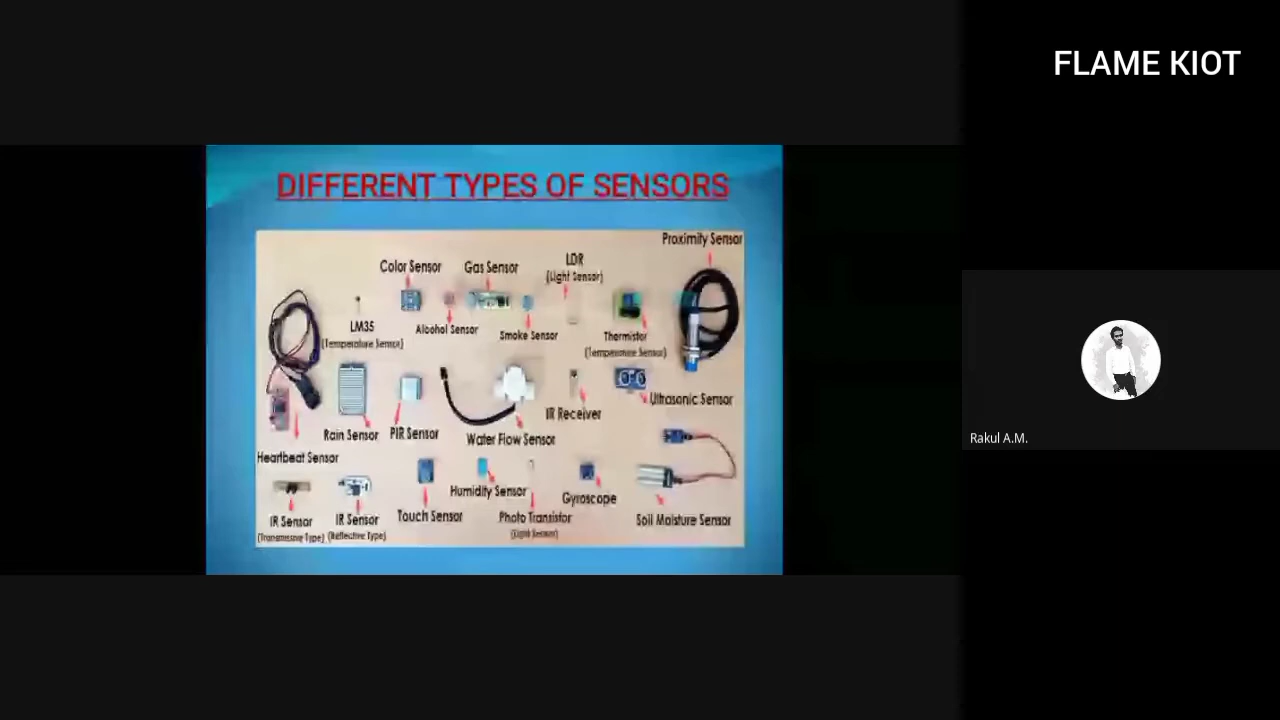 FLAME KIOT
DIFFERENT TYPES OF SENSORS
Proximity Sensor
Color Sensor
Gas Sensor
LDR
(Light Sensor)
LM35
(Temperature Sensor)
Alcohol Sensor
Smoke Sensor
Thermistor
(Temperature Sensor)
Rain Sensor
PIR Sensor
Water Flow Sensor
IR Receiver
Ultrasonic Sensor
Heartbeat Sensor
IR Sensor
(Transmissive Type)
IR Sensor
(Reflective Type)
Touch Sensor
Humidity Sensor
Photo Transistor
(Light Sensor)
Gyroscope
Soil Moisture Sensor
Rakul A.M.